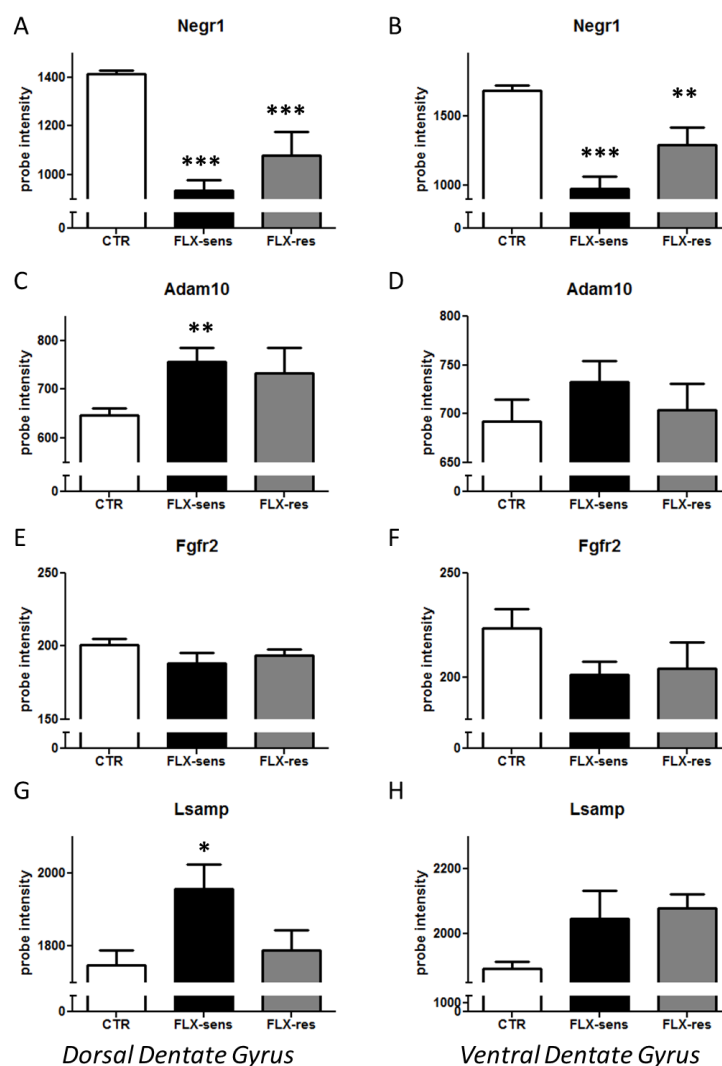 A
Negr1
probe intensity
1400
1200
1000
0
***
***
CTR FLX-sens FLX-res
B
Negr1
probe intensity
1500
1000
0
***
**
CTR FLX-sens FLX-res
C
Adam10
probe intensity
800
700
600
0
**
CTR FLX-sens FLX-res
D
Adam10
probe intensity
800
750
700
650
0
CTR FLX-sens FLX-res
E
Fgfr2
probe intensity
250
200
150
0
CTR FLX-sens FLX-res
F
Fgfr2
probe intensity
250
200
0
CTR FLX-sens FLX-res
G
Lsamp
probe intensity
2000
1800
0
*
CTR FLX-sens FLX-res
H
Lsamp
probe intensity
2200
2000
1000
0
CTR FLX-sens FLX-res
Dorsal Dentate Gyrus
Ventral Dentate Gyrus